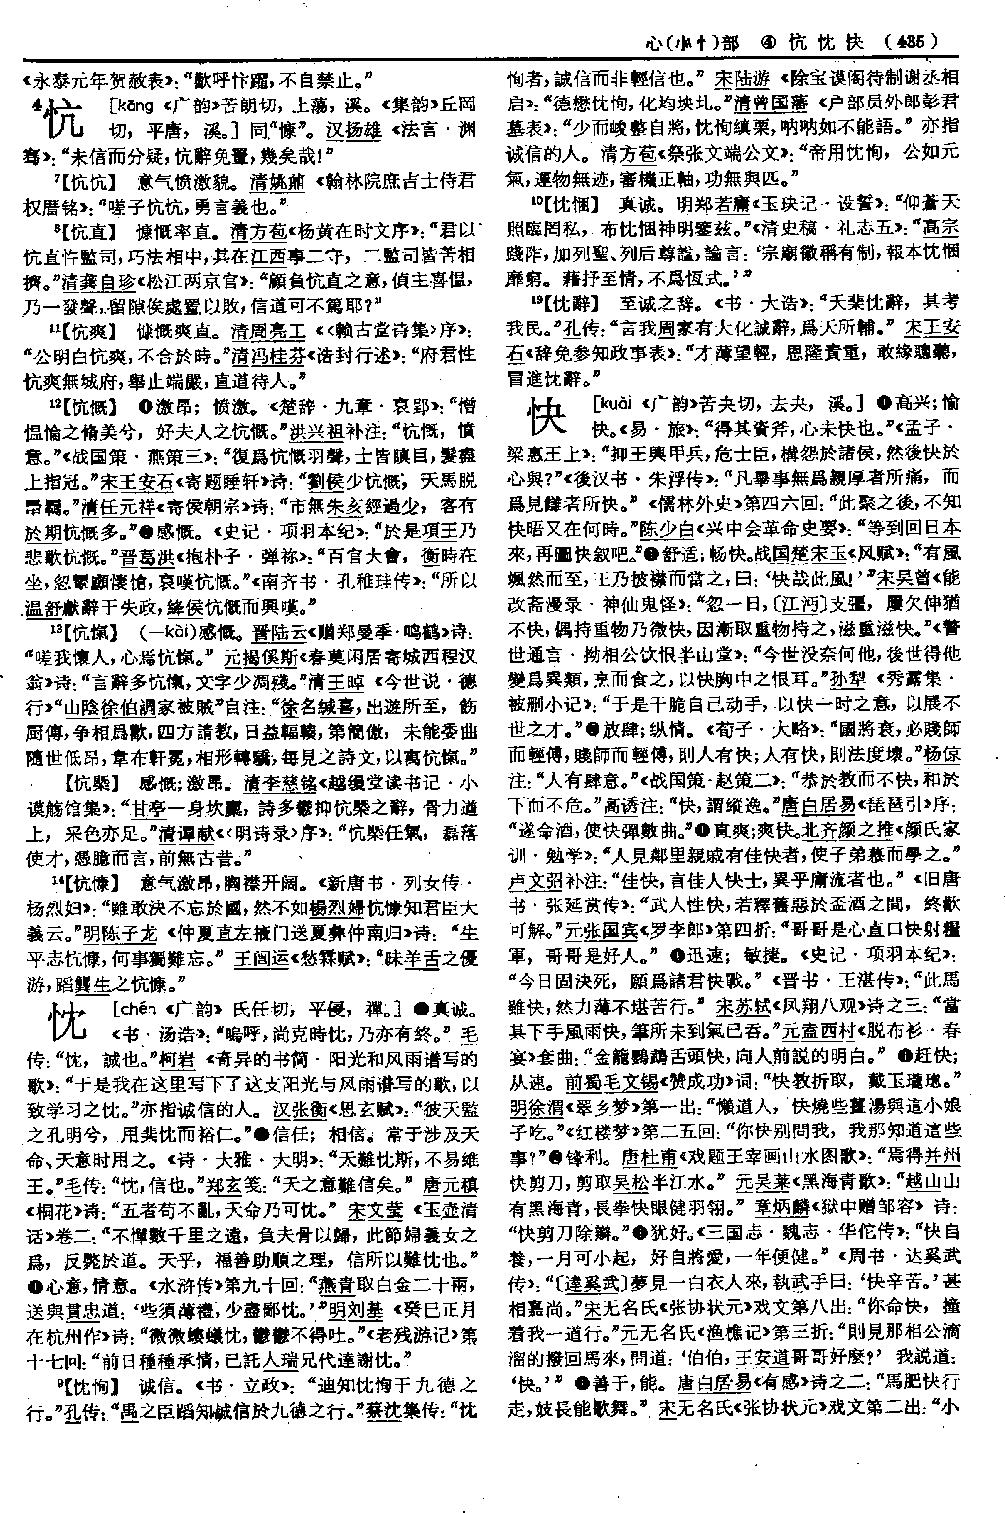 心(小忄)部 ④ 忼 忱 快 (435)
《永泰元年贺赦表》：“歡呼忭躍，不自禁止。”
4 忼 [kāng 《广韵》苦朗切，上荡，溪。《集韵》丘冈
切，平唐，溪。] 同“慷”。汉扬雄《法言·渊
骞》：“未信而分疑，忼辭免罿，幾矣哉！”
7【忼忼】 意气愤激貌。清姚鼐《翰林院庶吉士侍君
权厝铭》：“嗟子忼忼，勇言義也。”
8【忼直】 慷慨率直。清方苞《杨黄在时文序》：“君以
忼直忤監司，巧法相中，其在江西事二守，二監司皆苦相
擠。”清龚自珍《松江两京官》：“顧負忼直之意，偵主喜愠，
乃一發聲，留隙俟處置以敗，信道可不篤耶？”
11【忼爽】 慷慨爽直。清周亮工《〈赖古堂诗集〉序》：
“公明白忼爽，不合於時。”清冯桂芬《诰封行述》：“府君性
忼爽無城府，舉止端嚴，直道待人。”
12【忼慨】 ❶激昂；愤激。《楚辞·九章·哀郢》：“憎
愠惀之脩美兮，好夫人之忼慨。”洪兴祖补注：“忼慨，憤
意。”《战国策·燕策三》：“復爲忼慨羽聲，士皆瞋目，髮盡
上指冠。”宋王安石《寄题睡轩》诗：“劉侯少忼慨，天馬脱
羈羈。”清任元祥《寄侯朝宗》诗：“市無朱亥經過少，客有
於期忼慨多。”❷感慨。《史记·项羽本纪》：“於是項王乃
悲歌忼慨。”晋葛洪《抱朴子·弹祢》：“百官大會，衡時在
坐，忽顰顣悽愴，哀嘆忼慨。”《南齐书·孔稚珪传》：“所以
温舒獻辭于失政，絳侯忼慨而興嘆。”
13【忼愾】 (—kài)感慨。晋陆云《赠郑曼季·鸣鹤》诗：
“嗟我懷人，心焉忼愾。” 元揭傒斯《春莫闲居寄城西程汉
翁》诗：“言辭多忼愾，文字少凋殘。”清王晫《今世说·德
行》“山陰徐伯調家被贼”自注：“徐名緘喜，出遊所至，飭
厨傳，争相爲歡，四方請教，日益輻輳，第簡傲，未能委曲
隨世低昂，韋布軒冕，相形轉驕，每見之詩文，以寓忼愾。”
【忼槩】 感慨；激昂。清李慈铭《越缦堂读书记·小
谟觞馆集》：“甘亭一身坎壈，詩多鬱抑忼槩之辭，骨力遒
上，采色亦足。”清谭献《〈明诗录〉序》：“忼槩任氣，磊落
使才，憑臆而言，前無古昔。”
14【忼慷】 意气激昂，胸襟开阔。《新唐书·列女传·
杨烈妇》：“雖敢決不忘於國，然不如楊烈婦忼慷知君臣大
義云。”明陈子龙《仲夏直左掖门送夏彝仲南归》诗：“生
平志忼慷，何事獨難忘。” 王闿运《愁霖赋》：“昧羊舌之優
游，蹈龔生之忼慷。”
忱 [chén 《广韵》氏任切，平侵，禪。] ❶真诚。
《书·汤诰》：“嗚呼，尚克時忱，乃亦有終。” 毛
传：“忱，誠也。”柯岩《奇异的书简·阳光和风雨谱写的
歌》：“于是我在这里写下了这支阳光与风雨谱写的歌，以
致学习之忱。”亦指诚信的人。汉张衡《思玄赋》：“彼天監
之孔明兮，用棐忱而祐仁。”❷信任；相信。常于涉及天
命、天意时用之。《诗·大雅·大明》：“天難忱斯，不易維
王。”毛传：“忱，信也。”郑玄笺：“天之意難信矣。” 唐元稹
《桐花》诗：“五者苟不亂，天命乃可忱。” 宋文莹《玉壶清
话》卷二：“不憚數千里之遠，負夫骨以歸，此節婦義女之
爲，反斃於道。天乎，福善助順之理，信所以難忱也。”
❸心意，情意。《水浒传》第九十回：“燕青取白金二十兩，
送與貫忠道：‘些須薄禮，少盡鄙忱。’”明刘基《癸巳正月
在杭州作》诗：“微微螻蟻忱，鬱鬱不得吐。”《老残游记》第
十七回：“前日種種承情，已託人瑞兄代達謝忱。”
9【忱恂】 诚信。《书·立政》：“迪知忱恂于九德之
行。”孔传：“禹之臣蹈知誠信於九德之行。”蔡沈集传：“忱
恂者，誠信而非輕信也。” 宋陆游《除宝谟阁待制谢丞相
启》：“德懋忱恂，化均坱圠。”清曾国藩《户部员外郎彭君
墓表》：“少而峻整自將，忱恂縝栗，呐呐如不能語。” 亦指
诚信的人。清方苞《祭张文端公文》：“帝用忱恂，公如元
氣，運物無迹，審機正軸，功無與匹。”
10【忱悃】 真诚。明郑若庸《玉玦记·设誓》：“仰蒼天
照臨罔私，布忱悃神明鑒兹。”《清史稿·礼志五》：“高宗
踐阼，加列聖、列后尊謚，諭言：‘宗廟徽稱有制，報本忱悃
靡窮。藉抒至情，不爲恆式。’”
19【忱辭】 至诚之辞。《书·大诰》：“天棐忱辭，其考
我民。”孔传：“言我周家有大化誠辭，爲天所輔。” 宋王安
石《辞免参知政事表》：“才薄望輕，恩隆責重，敢緣聰聽，
冒進忱辭。”
快 [kuài 《广韵》苦夬切，去夬，溪。] ❶高兴；愉
快。《易·旅》：“得其資斧，心未快也。”《孟子·
梁惠王上》：“抑王興甲兵，危士臣，構怨於諸侯，然後快於
心與？”《後汉书·朱浮传》：“凡舉事無爲親厚者所痛，而
爲見讎者所快。” 《儒林外史》第四六回：“此聚之後，不知
快晤又在何時。”陈少白《兴中会革命史要》：“等到回日本
來，再圖快叙吧。”❷舒适；畅快。战国楚宋玉《风赋》：“有風
颯然而至，王乃披襟而當之，曰：‘快哉此風！’”宋吴曾《能
改斋漫录·神仙鬼怪》：“忽一日，〔江沔〕支疆，屢欠伸猶
不快，偶持重物乃微快，因漸取重物持之，滋重滋快。”《警
世通言·拗相公饮恨半山堂》：“今世没奈何他，後世得他
變爲異類，烹而食之，以快胸中之恨耳。”孙犁《秀露集·
被删小记》：“于是干脆自己动手，以快一时之意，以展不
世之才。”❸放肆；纵情。《荀子·大略》：“國將衰，必賤師
而輕傅，賤師而輕傅，則人有快；人有快，則法度壞。”杨倞
注：“人有肆意。”《战国策·赵策二》：“恭於教而不快，和於
下而不危。”高诱注：“快，謂縱逸。”唐白居易《琵琶引》序：
“遂命酒，使快彈數曲。”❹直爽；爽快。北齐颜之推《颜氏家
训·勉学》：“人見鄰里親戚有佳快者，使子弟慕而學之。”
卢文弨补注：“佳快，言佳人快士，異乎庸流者也。” 《旧唐
书·张延赏传》：“武人性快，若釋舊惡於盃酒之間，終歡
可解。”元张国宾《罗李郎》第四折：“哥哥是心直口快射糧
軍，哥哥是好人。” ❺迅速；敏捷。《史记·项羽本纪》：
“今日固決死，願爲諸君快戰。” 《晋书·王湛传》：“此馬
雖快，然力薄不堪苦行。” 宋苏轼《凤翔八观》诗之三：“當
其下手風雨快，筆所未到氣已吞。”元盍西村《脱布衫·春
宴》套曲：“金籠鸚鵡舌頭快，向人前説的明白。” ❻赶快；
从速。前蜀毛文锡《赞成功》词：“快教折取，戴玉瓏璁。”
明徐渭《翠乡梦》第一出：“懶道人，快燒些薑湯與這小娘
子吃。”《红楼梦》第二五回：“你快别問我，我那知道這些
事？”❼锋利。唐杜甫《戏题王宰画山水图歌》：“焉得并州
快剪刀，剪取吴松半江水。” 元吴莱《黑海青歌》：“越山山
有黑海青，長拳快眼健羽翎。” 章炳麟《狱中赠邹容》诗：
“快剪刀除辮。”❽犹好。《三国志·魏志·华佗传》：“快自
養，一月可小起，好自將愛，一年便健。”《周书·达奚武
传》：“〔達奚武〕夢見一白衣人來，執武手曰：‘快辛苦。’甚
相嘉尚。”宋无名氏《张协状元》戏文第八出：“你命快，撞
着我一道行。”元无名氏《渔樵记》第三折：“則見那相公滴
溜的撥回馬來，問道：‘伯伯，王安道哥哥好麽？’ 我説道：
‘快。’” ❾善于，能。唐白居易《有感》诗之二：“馬肥快行
走，妓長能歌舞。” 宋无名氏《张协状元》戏文第二出：“小